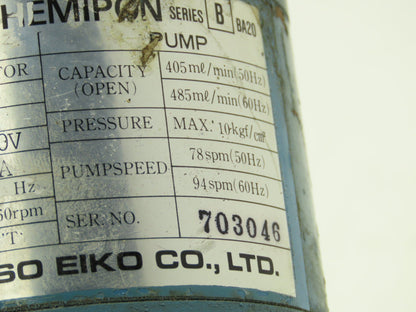 HEMIPON SERIES B BA20
PUMP
TOR CAPACITY (OPEN) 405mℓ/min(50Hz)
485mℓ/min(60Hz)
0V PRESSURE MAX. 10kgf/cm²
A PUMPSPEED 78spm(50Hz)
Hz 94spm(60Hz)
50rpm SER. NO. 703046
T
SO EIKO CO., LTD.